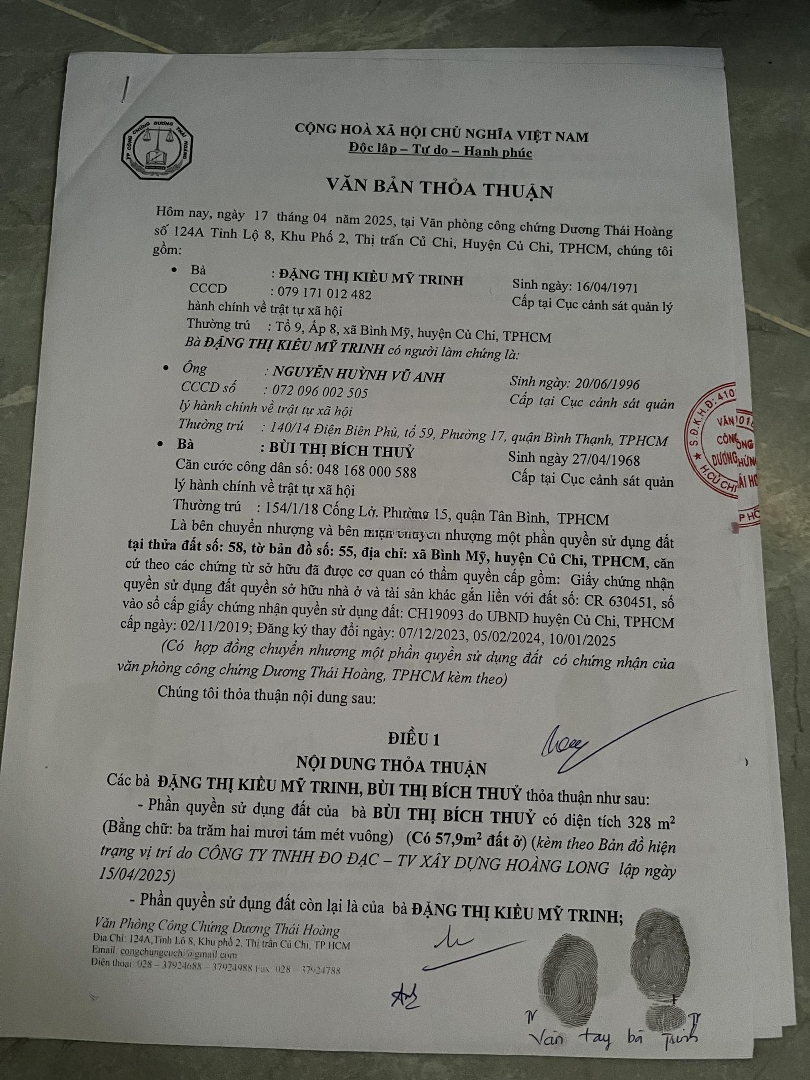 VP CÔNG CHỨNG DƯƠNG THÁI HOÀNG
CỘNG HOÀ XÃ HỘI CHỦ NGHĨA VIỆT NAM
Độc lập – Tự do – Hạnh phúc
VĂN BẢN THỎA THUẬN
Hôm nay, ngày 17 tháng 04 năm 2025, tại Văn phòng công chứng Dương Thái Hoàng
số 124A Tỉnh Lộ 8, Khu Phố 2, Thị trấn Củ Chi, Huyện Củ Chi, TPHCM, chúng tôi
gồm:
• Bà : ĐẶNG THỊ KIỀU MỸ TRINH Sinh ngày: 16/04/1971
CCCD : 079 171 012 482 Cấp tại Cục cảnh sát quản lý
hành chính về trật tự xã hội
Thường trú : Tổ 9, Ấp 8, xã Bình Mỹ, huyện Củ Chi, TPHCM
Bà ĐẶNG THỊ KIỀU MỸ TRINH có người làm chứng là:
• Ông : NGUYỄN HUỲNH VŨ ANH Sinh ngày: 20/06/1996
CCCD số : 072 096 002 505 Cấp tại Cục cảnh sát quản
lý hành chính về trật tự xã hội
Thường trú : 140/14 Điện Biên Phủ, tổ 59, Phường 17, quận Bình Thạnh, TPHCM
• Bà : BÙI THỊ BÍCH THUỶ Sinh ngày 27/04/1968
Căn cước công dân số: 048 168 000 588 Cấp tại Cục cảnh sát quản
lý hành chính về trật tự xã hội
Thường trú : 154/1/18 Cống Lở, Phường 15, quận Tân Bình, TPHCM
Là bên chuyển nhượng và bên nhận chuyển nhượng một phần quyền sử dụng đất
tại thửa đất số: 58, tờ bản đồ số: 55, địa chỉ: xã Bình Mỹ, huyện Củ Chi, TPHCM, căn
cứ theo các chứng từ sở hữu đã được cơ quan có thẩm quyền cấp gồm: Giấy chứng nhận
quyền sử dụng đất quyền sở hữu nhà ở và tài sản khác gắn liền với đất số: CR 630451, số
vào sổ cấp giấy chứng nhận quyền sử dụng đất: CH19093 do UBND huyện Củ Chi, TPHCM
cấp ngày: 02/11/2019; Đăng ký thay đổi ngày: 07/12/2023, 05/02/2024, 10/01/2025
(Có hợp đồng chuyển nhượng một phần quyền sử dụng đất có chứng nhận của
văn phòng công chứng Dương Thái Hoàng, TPHCM kèm theo)
Chúng tôi thỏa thuận nội dung sau:
ĐIỀU 1
NỘI DUNG THỎA THUẬN
Các bà ĐẶNG THỊ KIỀU MỸ TRINH, BÙI THỊ BÍCH THUỶ thỏa thuận như sau:
- Phần quyền sử dụng đất của bà BÙI THỊ BÍCH THUỶ có diện tích 328 m²
(Bằng chữ: ba trăm hai mươi tám mét vuông) (Có 57,9m² đất ở) (kèm theo Bản đồ hiện
trạng vị trí do CÔNG TY TNHH ĐO ĐẠC – TV XÂY DỰNG HOÀNG LONG lập ngày
15/04/2025)
- Phần quyền sử dụng đất còn lại là của bà ĐẶNG THỊ KIỀU MỸ TRINH;
Văn Phòng Công Chứng Dương Thái Hoàng
Địa Chỉ: 124A,Tỉnh Lộ 8, Khu phố 2, Thị trấn Củ Chi, TP HCM
Email: congchungcuchi@gmail.com
Điện thoại: 028 – 37924688 – 37924988 Fax: 028 – 37924788
Anh
Vân tay bà Trinh